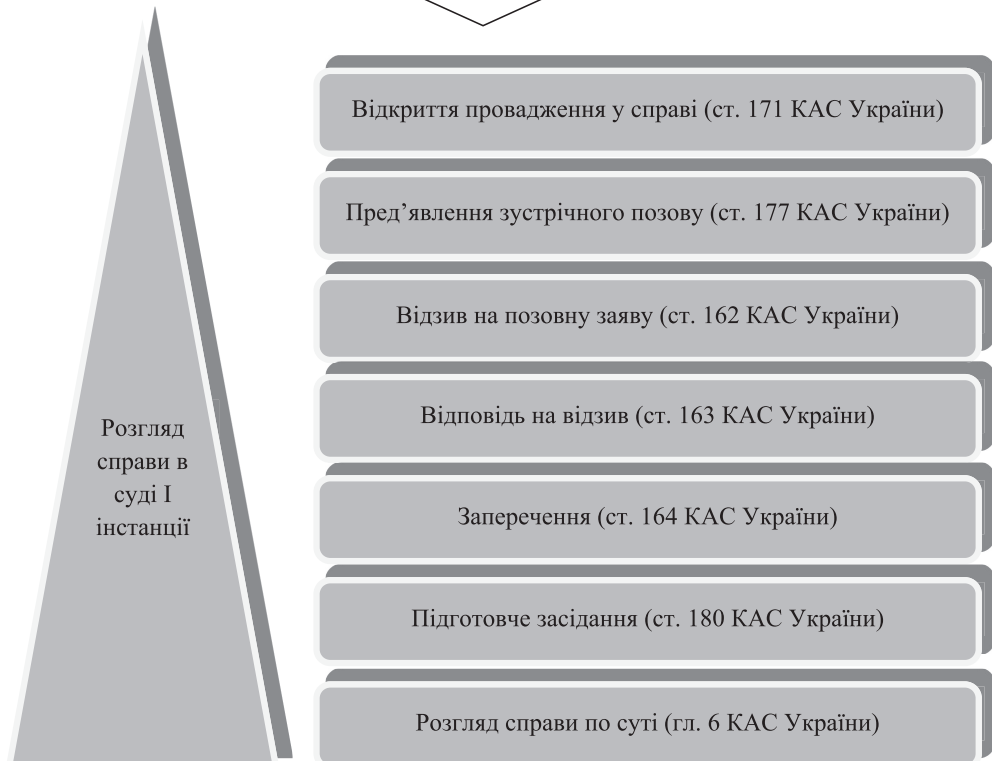 Відкриття провадження у справі (ст. 171 КАС України)
Пред’явлення зустрічного позову (ст. 177 КАС України)
Відзив на позовну заяву (ст. 162 КАС України)
Відповідь на відзив (ст. 163 КАС України)
Розгляд
справи в
суді І
інстанції
Заперечення (ст. 164 КАС України)
Підготовче засідання (ст. 180 КАС України)
Розгляд справи по суті (гл. 6 КАС України)